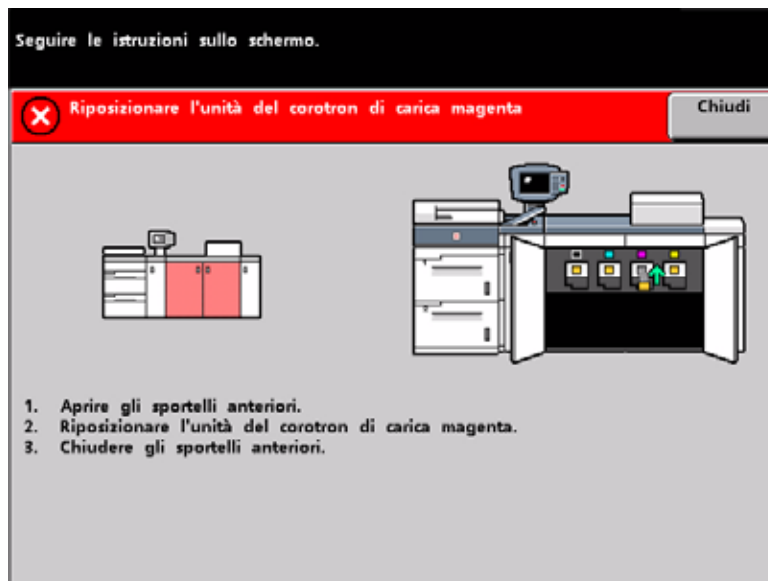 Seguire le istruzioni sullo schermo.
Riposizionare l'unità del corotron di carica magenta
Chiudi
1. Aprire gli sportelli anteriori.
2. Riposizionare l'unità del corotron di carica magenta.
3. Chiudere gli sportelli anteriori.